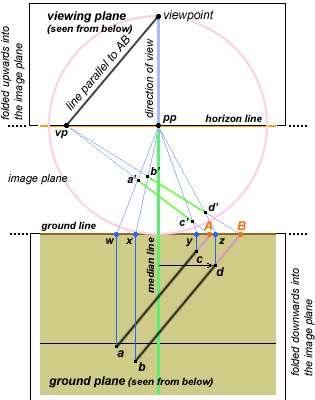 viewing plane
(seen from below)
viewpoint
folded upwards into
the image plane
line parallel to AB
direction of view
vp
pp
horizon line
image plane
a'
b'
c'
d'
ground line
w
x
y
A
z
B
c
d
median line
a
b
ground plane (seen from below)
folded downwards into
the image plane